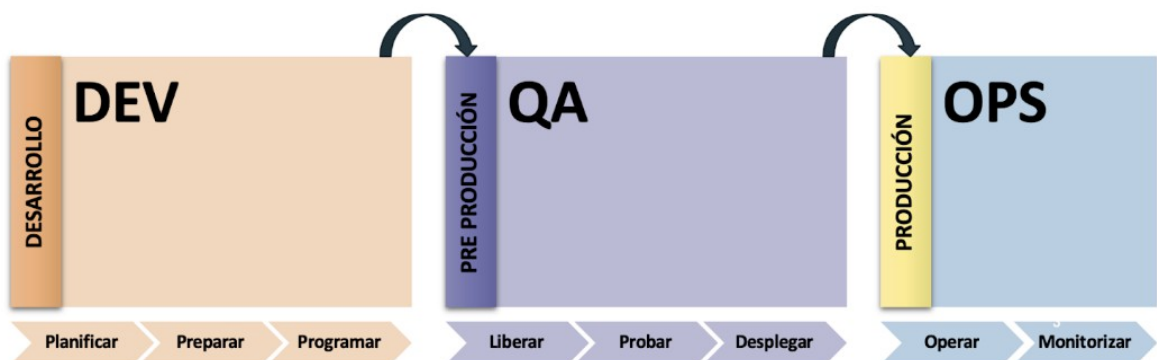 DESARROLLO
DEV
PRE PRODUCCIÓN
QA
PRODUCCIÓN
OPS
Planificar
Preparar
Programar
Liberar
Probar
Desplegar
Operar
Monitorizar